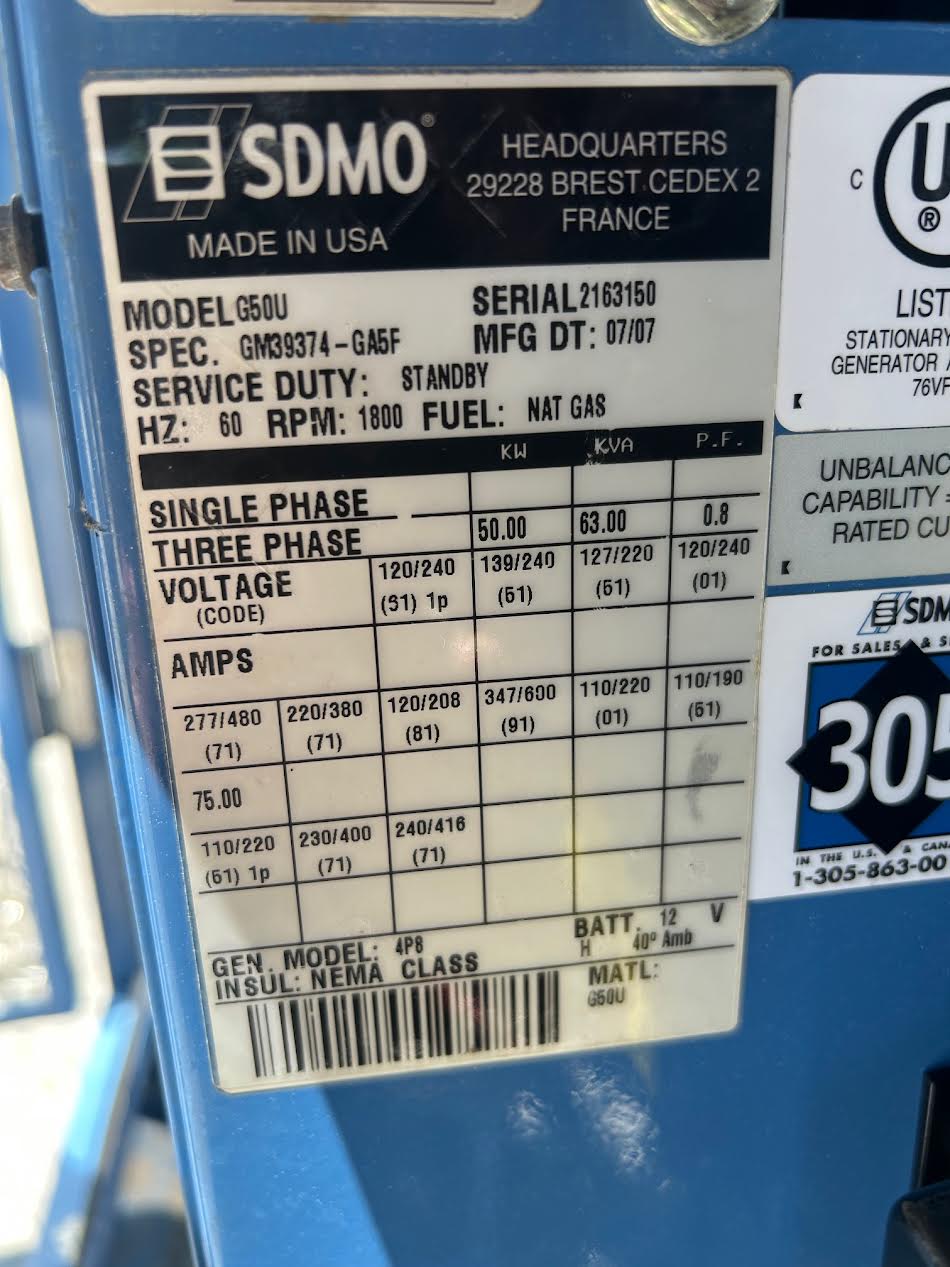 SDMO®
HEADQUARTERS
29228 BREST CEDEX 2
FRANCE
MADE IN USA
MODEL G50U SERIAL 2163150
SPEC. GM39374-GA5F MFG DT: 07/07
SERVICE DUTY: STANDBY
HZ: 60 RPM: 1800 FUEL: NAT GAS
KW KVA P.F.
SINGLE PHASE
THREE PHASE 50.00 63.00 0.8
VOLTAGE 120/240 139/240 127/220 120/240
(CODE) (61) 1p (61) (61) (01)
AMPS
277/480 220/380 120/208 347/600 110/220 110/190
(71) (71) (81) (91) (01) (61)
75.00
110/220 230/400 240/416
(61) 1p (71) (71)
GEN. MODEL: 4P8 BATT. 12 V
INSUL: NEMA CLASS H 40º Amb
MATL:
G50U
C U
®
LIST
STATIONARY
GENERATOR
76VF
K
UNBALANC
CAPABILITY
RATED CU
K
SDM
FOR SALES & S
305
IN THE U.S. & CAN
1-305-863-00